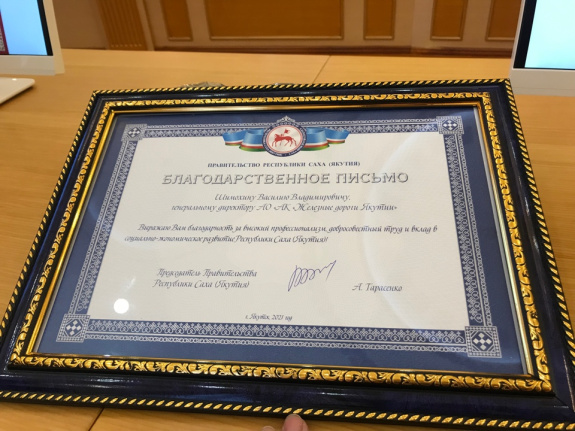 ПРАВИТЕЛЬСТВО РЕСПУБЛИКИ САХА (ЯКУТИЯ)
БЛАГОДАРСТВЕННОЕ ПИСЬМО
Шимохину Василию Владимировичу,
генеральному директору АО «АК «Железные дороги Якутии»
Выражаю Вам благодарность за высокий профессионализм, добросовестный труд и вклад в
социально-экономическое развитие Республики Саха (Якутия)!
Председатель Правительства
Республики Саха (Якутия)
А. Тарасенко
г. Якутск, 2021 год